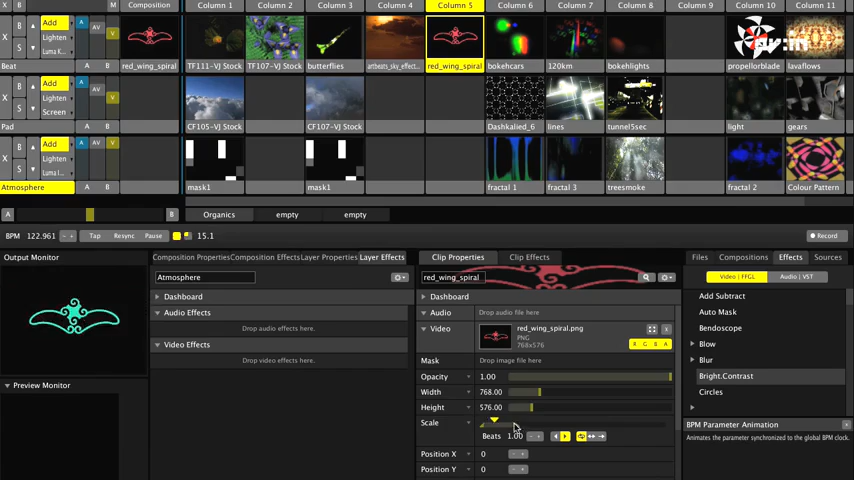 X B M Composition Column 1 Column 2 Column 3 Column 4 Column 5 Column 6 Column 7 Column 8 Column 9 Column 10 Column 11
X B S Add Lighten Luma K... A AV V
Beat A B red_wing_spiral TF111-VJ Stock TF107-VJ Stock butterflies artbeats_sky_effect... red_wing_spiral bokehcars 120km bokehlights propellorblade lavaflows
X B S Add Lighten Screen A AV V
Pad A B CF105-VJ Stock CF107-VJ Stock Dashkalied_6 lines tunnel5sec light gears
X B S Add Lighten Luma I... A AV V
Atmosphere A B mask1 mask1 fractal 1 fractal 3 treesmoke fractal 2 Colour Pattern
A B Organics empty empty
BPM 122.961 - + Tap Resync Pause 15.1 Record
Output Monitor Composition Properties Composition Effects Layer Properties Layer Effects Clip Properties Clip Effects Files Compositions Effects Sources
Atmosphere red_wing_spiral Video | FFGL Audio | VST
Dashboard Dashboard Add Subtract
Audio Effects Audio Drop audio file here. Auto Mask
Drop audio effects here. Video red_wing_spiral.png Bendoscope
PNG
Video Effects 768x576 R G B A Blow
Drop video effects here. Mask Drop image file here. Blur
Opacity 1.00 Bright.Contrast
Preview Monitor Width 768.00 Circles
Height 576.00
Scale BPM Parameter Animation
Beats 1.00 - + Animates the parameter synchronized to the global BPM clock.
Position X 0 - +
Position Y 0 - +